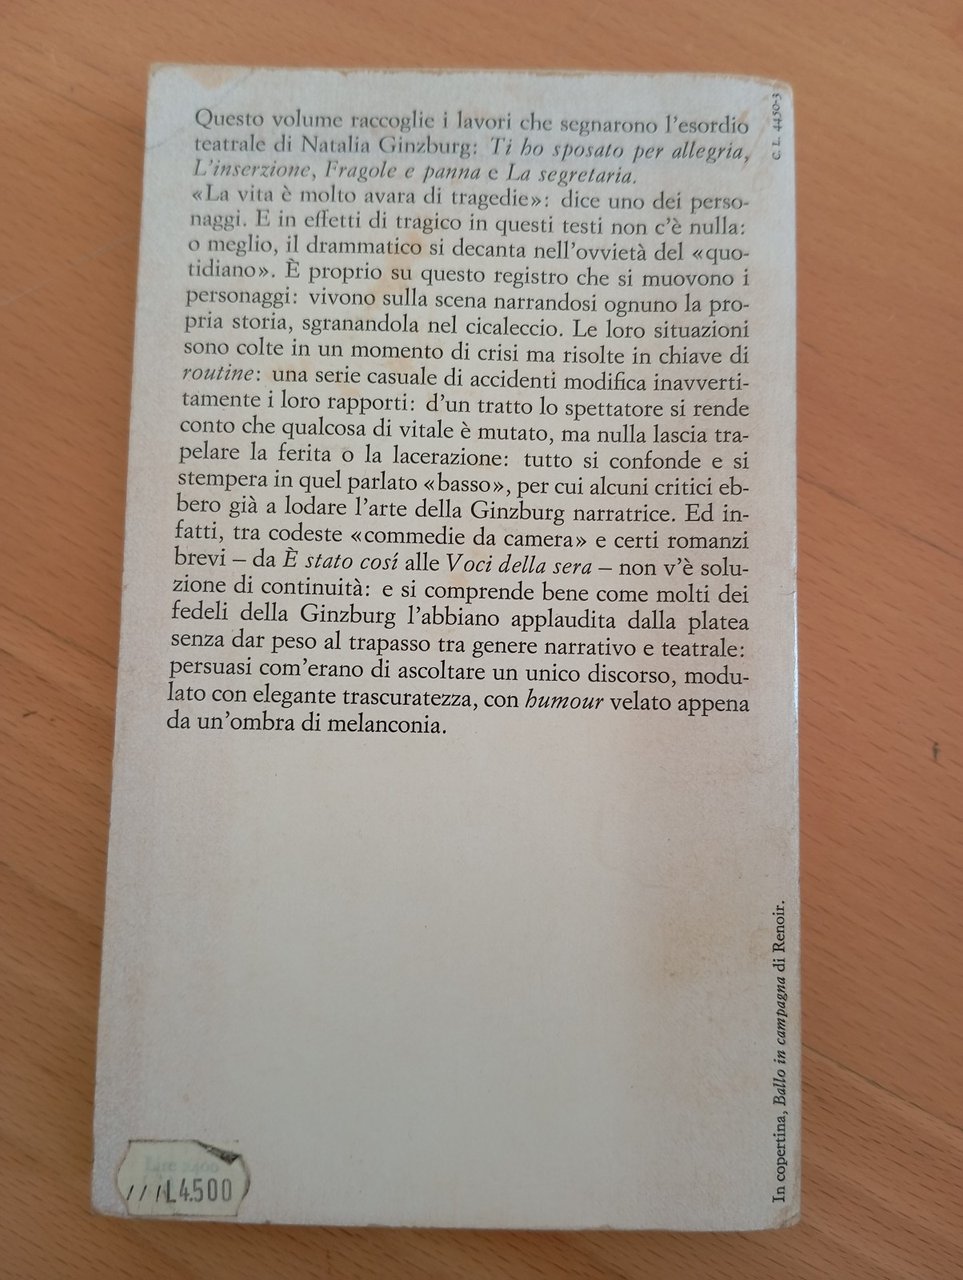 Questo volume raccoglie i lavori che segnarono l'esordio
teatrale di Natalia Ginzburg: Ti ho sposato per allegria,
L'inserzione, Fragole e panna e La segretaria.
«La vita è molto avara di tragedie»: dice uno dei perso-
naggi. E in effetti di tragico in questi testi non c'è nulla:
o meglio, il drammatico si decanta nell'ovvietà del «quo-
tidiano». È proprio su questo registro che si muovono i
personaggi: vivono sulla scena narrandosi ognuno la pro-
pria storia, sgranandola nel cicaleccio. Le loro situazioni
sono colte in un momento di crisi ma risolte in chiave di
routine: una serie casuale di accidenti modifica inavverti-
tamente i loro rapporti: d'un tratto lo spettatore si rende
conto che qualcosa di vitale è mutato, ma nulla lascia tra-
pelare la ferita o la lacerazione: tutto si confonde e si
stempera in quel parlato «basso», per cui alcuni critici eb-
bero già a lodare l'arte della Ginzburg narratrice. Ed in-
fatti, tra codeste «commedie da camera» e certi romanzi
brevi – da È stato cosí alle Voci della sera – non v'è solu-
zione di continuità: e si comprende bene come molti dei
fedeli della Ginzburg l'abbiano applaudita dalla platea
senza dar peso al trapasso tra genere narrativo e teatrale:
persuasi com'erano di ascoltare un unico discorso, modu-
lato con elegante trascuratezza, con humour velato appena
da un'ombra di melanconia.
C. L. 4450-3
In copertina, Ballo in campagna di Renoir.
Lire
///L4.500